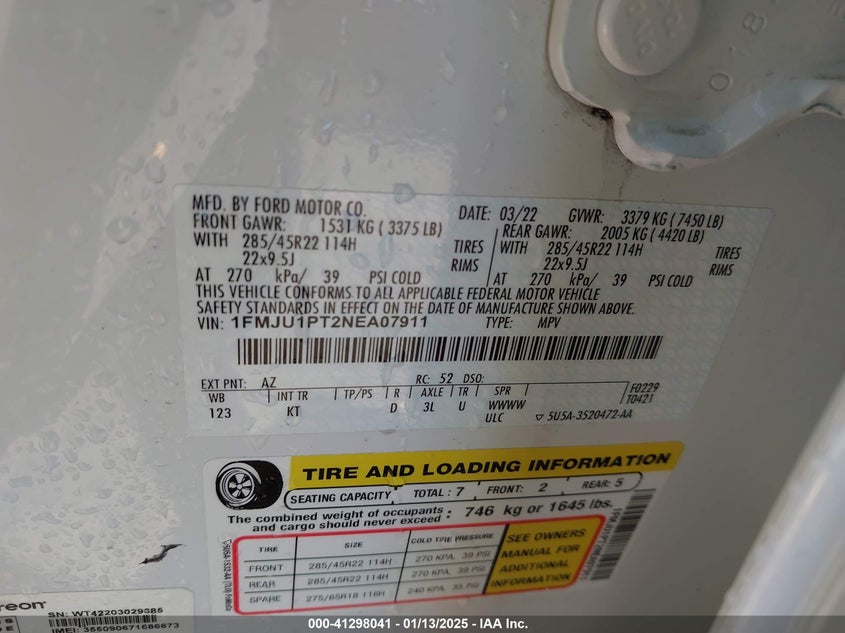 MFD. BY FORD MOTOR CO. DATE: 03/22 GVWR: 3379 KG ( 7450 LB)
FRONT GAWR: 1531 KG ( 3375 LB) REAR GAWR: 2005 KG ( 4420 LB)
WITH 285/45R22 114H TIRES WITH 285/45R22 114H TIRES
22x9.5J RIMS 22x9.5J RIMS
AT 270 kPa/ 39 PSI COLD AT 270 kPa/ 39 PSI COLD
THIS VEHICLE CONFORMS TO ALL APPLICABLE FEDERAL MOTOR VEHICLE
SAFETY STANDARDS IN EFFECT ON THE DATE OF MANUFACTURE SHOWN ABOVE.
VIN: 1FMJU1PT2NEA07911 TYPE: MPV
EXT PNT: AZ RC: 52 DSO:
WB INT TR TP/PS R AXLE TR SPR F0229
123 KT D 3L U WWWW T0421
ULC 5U5A-3520472-AA
TIRE AND LOADING INFORMATION
SEATING CAPACITY TOTAL : 7 FRONT: 2 REAR: 5
The combined weight of occupants and cargo should never exceed : 746 kg or 1645 lbs.
TIRE SIZE COLD TIRE PRESSURE
FRONT 285/45R22 114H 270 KPA, 39 PSI
REAR 285/45R22 114H 270 KPA, 39 PSI
SPARE 275/65R18 116H 240 KPA, 35 PSI
SEE OWNERS
MANUAL FOR
ADDITIONAL
INFORMATION
reon™
SN: WT42203029385
IMEI: 355090671686873
000-41298041 - 01/13/2025 - IAA Inc.